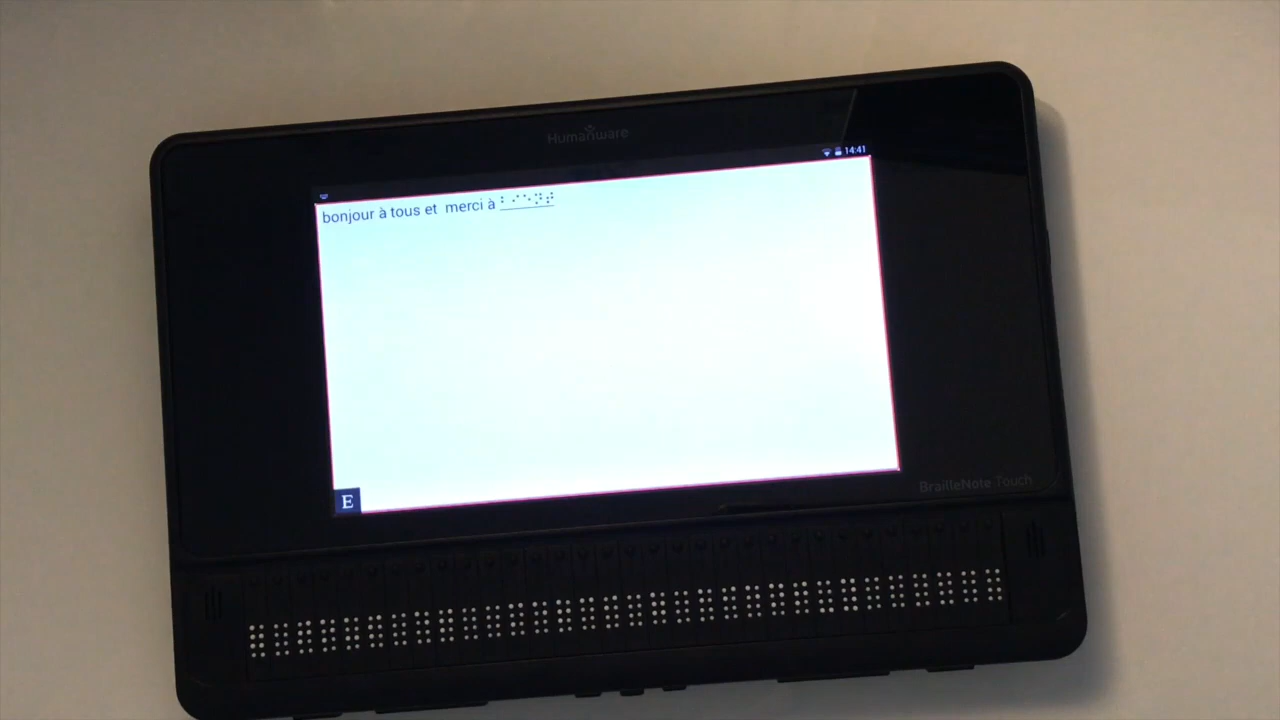 HumanWare
14:41
bonjour à tous et  merci à
E
BrailleNote Touch